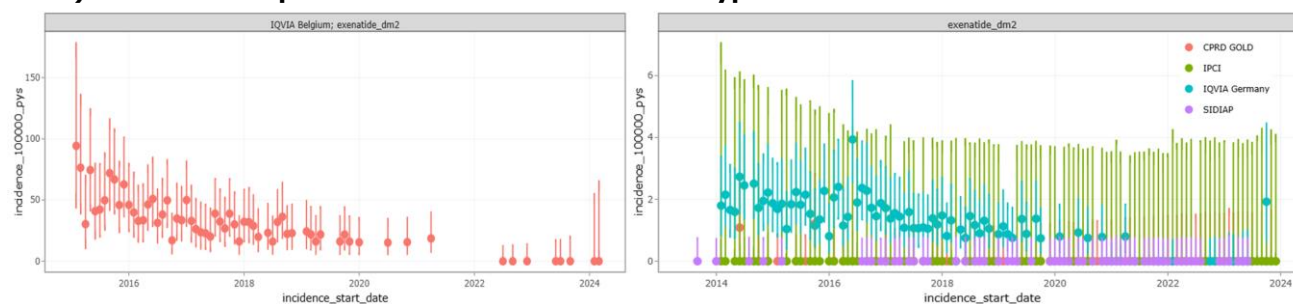 IQVIA Belgium; exenatide_dm2
150
100
50
0
incidence_100000_pys
2016
2018
2020
2022
2024
incidence_start_date
exenatide_dm2
CPRD GOLD
IPCI
IQVIA Germany
SIDIAP
6
4
2
0
incidence_100000_pys
2014
2016
2018
2020
2022
2024
incidence_start_date